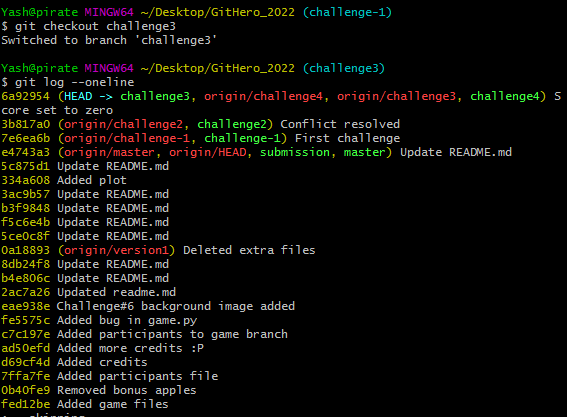 Yash@pirate MINGW64 ~/Desktop/GitHero_2022 (challenge-1)
$ git checkout challenge3
Switched to branch 'challenge3'
Yash@pirate MINGW64 ~/Desktop/GitHero_2022 (challenge3)
$ git log --oneline
6a92954 (HEAD -> challenge3, origin/challenge4, origin/challenge3, challenge4) S
core set to zero
3b817a0 (origin/challenge2, challenge2) Conflict resolved
7e6ea6b (origin/challenge-1, challenge-1) First challenge
e4743a3 (origin/master, origin/HEAD, submission, master) Update README.md
5c875d1 Update README.md
334a608 Added plot
3ac9b57 Update README.md
b3f9848 Update README.md
f5c6e4b Update README.md
5ce0c8f Update README.md
0a18893 (origin/version1) Deleted extra files
8db24f8 Update README.md
b4e806c Update README.md
2ac7a26 Updated readme.md
eae938e Challenge#6 background image added
fe5575c Added bug in game.py
c7c197e Added participants to game branch
ad50efd Added more credits :P
d69cf4d Added credits
7ffa7fe Added participants file
0b40fe9 Removed bonus apples
fed12be Added game files